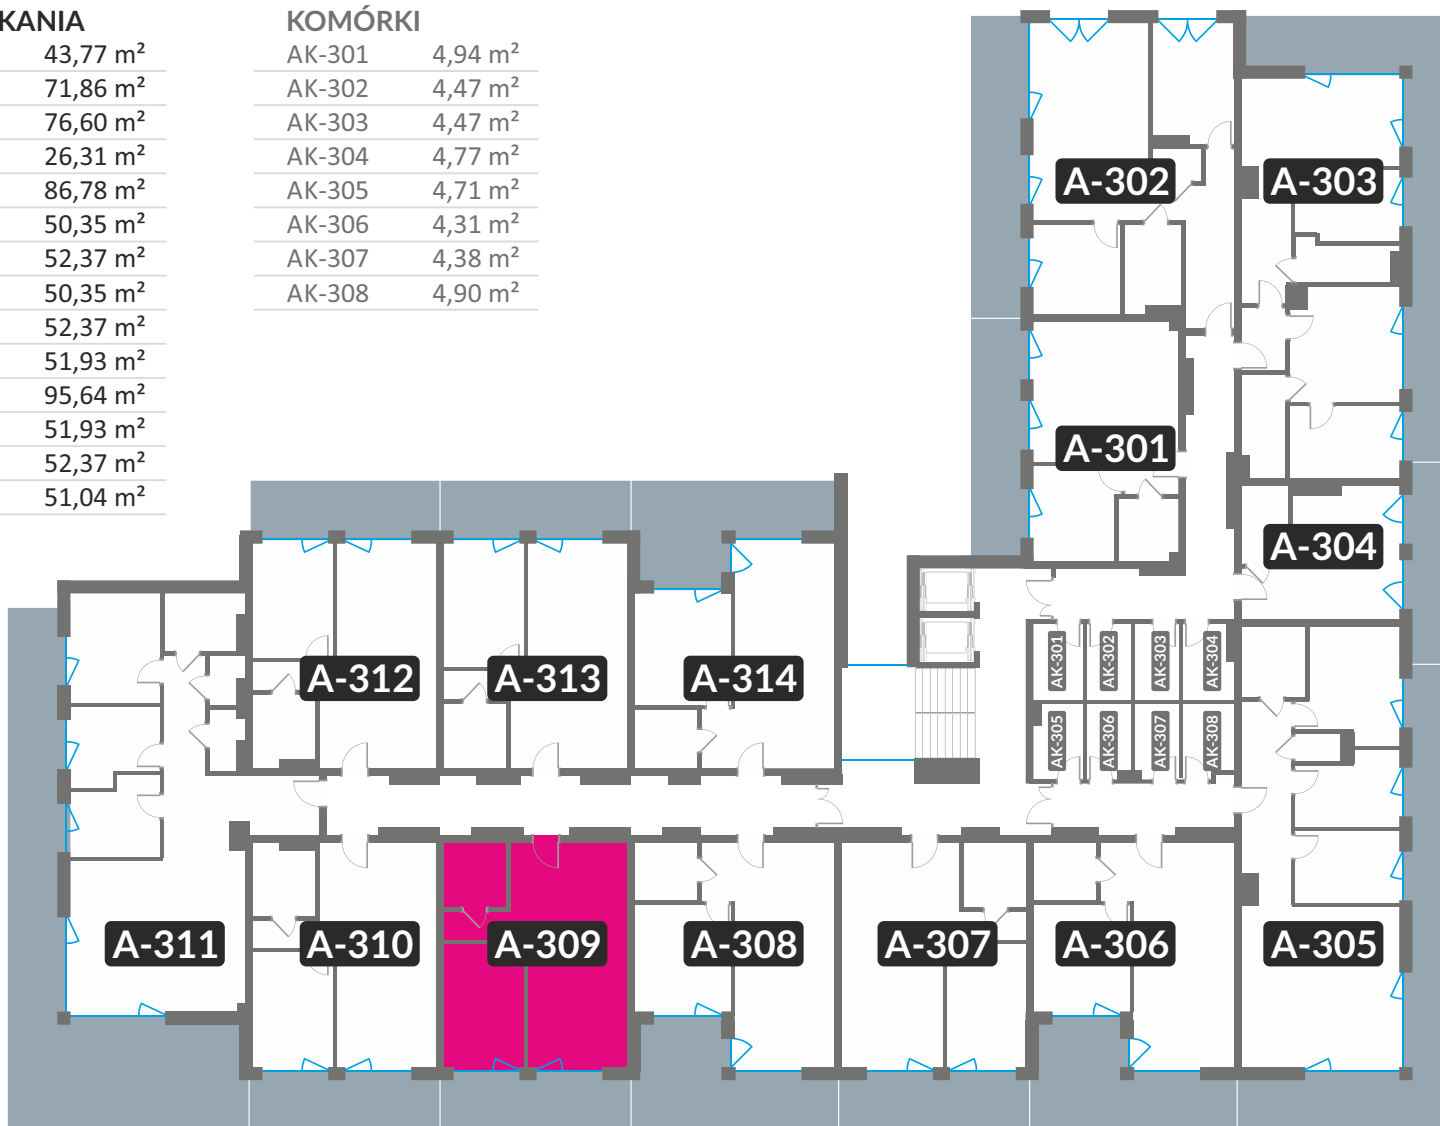 KANIA
43,77 m²
71,86 m²
76,60 m²
26,31 m²
86,78 m²
50,35 m²
52,37 m²
50,35 m²
52,37 m²
51,93 m²
95,64 m²
51,93 m²
52,37 m²
51,04 m²
KOMÓRKI
AK-301 4,94 m²
AK-302 4,47 m²
AK-303 4,47 m²
AK-304 4,77 m²
AK-305 4,71 m²
AK-306 4,31 m²
AK-307 4,38 m²
AK-308 4,90 m²
A-302
A-303
A-301
A-304
AK-301
AK-302
AK-303
AK-304
A-312
A-313
A-314
AK-305
AK-306
AK-307
AK-308
A-311
A-310
A-309
A-308
A-307
A-306
A-305